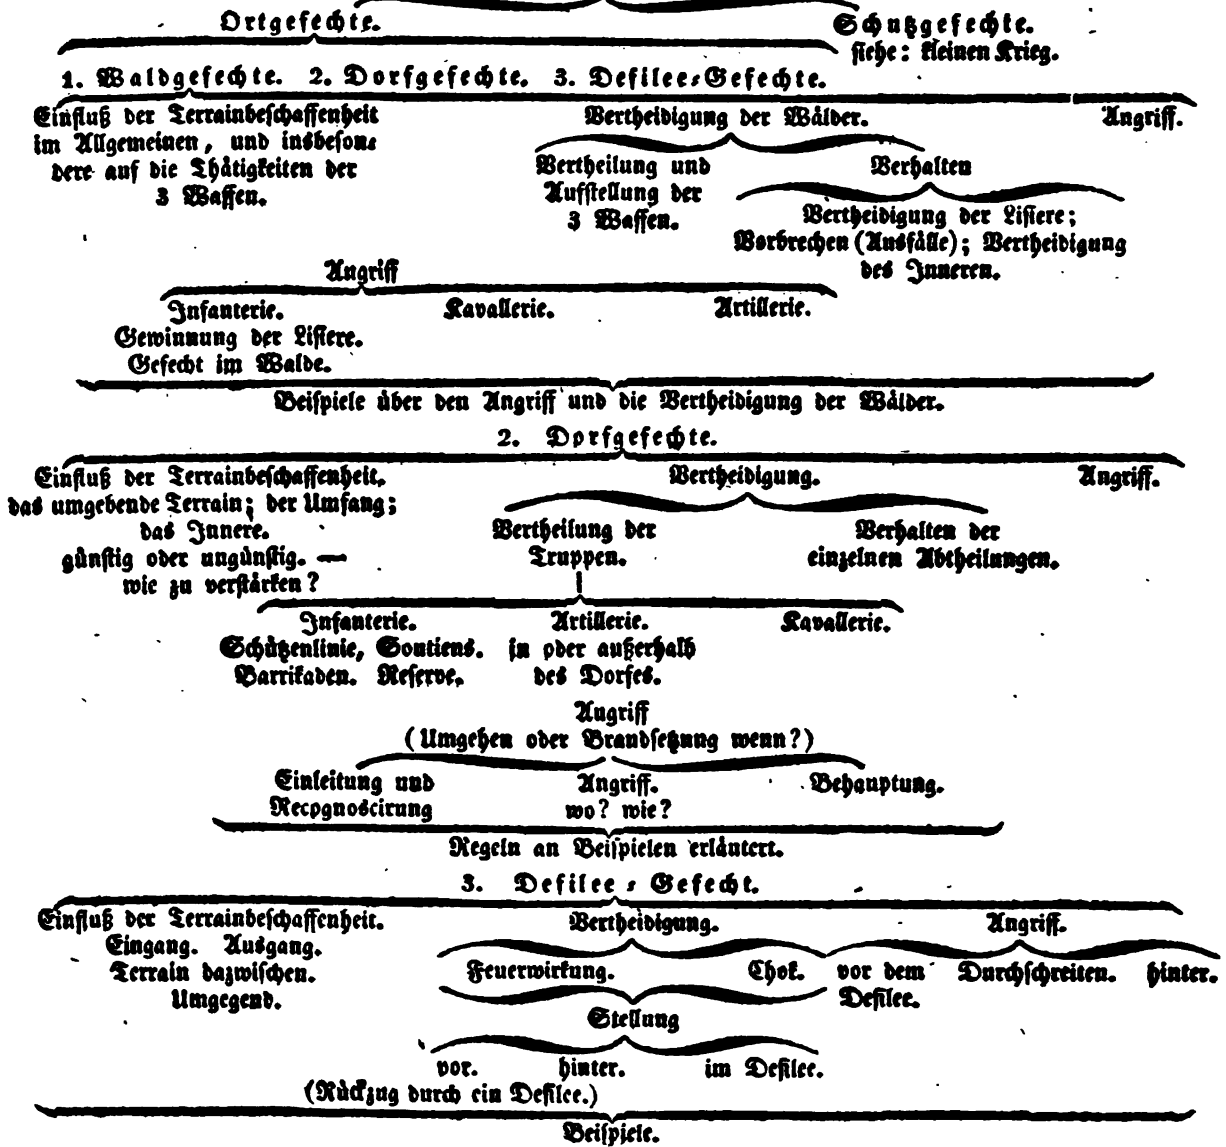 Ortgefechte. Schutzgefechte.
siehe: kleinen Krieg.
1. Waldgefechte. 2. Dorfgefechte. 3. Defilee-Gefechte.
Einfluß der Terrainbeschaffenheit
im Allgemeinen, und insbeson-
dere auf die Thätigkeiten der
3 Waffen.
Vertheidigung der Wälder.
Angriff.
Vertheilung und
Aufstellung der
3 Waffen.
Verhalten
Vertheidigung der Lisiere;
Vorbrechen (Ausfälle); Vertheidigung
des Inneren.
Angriff
Infanterie. Kavallerie. Artillerie.
Gewinnung der Lisiere.
Gefecht im Walde.
Beispiele über den Angriff und die Vertheidigung der Wälder.
2. Dorfgefechte.
Einfluß der Terrainbeschaffenheit.
das umgebende Terrain; der Umfang;
das Innere.
günstig oder ungünstig. —
wie zu verstärken?
Vertheidigung.
Angriff.
Vertheilung der
Truppen.
Verhalten der
einzelnen Abtheilungen.
Infanterie. Artillerie. Kavallerie.
Schützenlinie, Soutiens. in oder außerhalb
Barrikaden. Reserve. des Dorfes.
Angriff
(Umgehen oder Brandsetzung wenn?)
Einleitung und
Recognoscirung
Angriff.
wo? wie?
Behauptung.
Regeln an Beispielen erläutert.
3. Defilee-Gefecht.
Einfluß der Terrainbeschaffenheit.
Eingang. Ausgang.
Terrain dazwischen.
Umgegend.
Vertheidigung.
Angriff.
Feuerwirkung. Chok.
vor dem
Defilee.
Durchschreiten. hinter.
Stellung
vor. hinter. im Defilee.
(Rückzug durch ein Defilee.)
Beispiele.